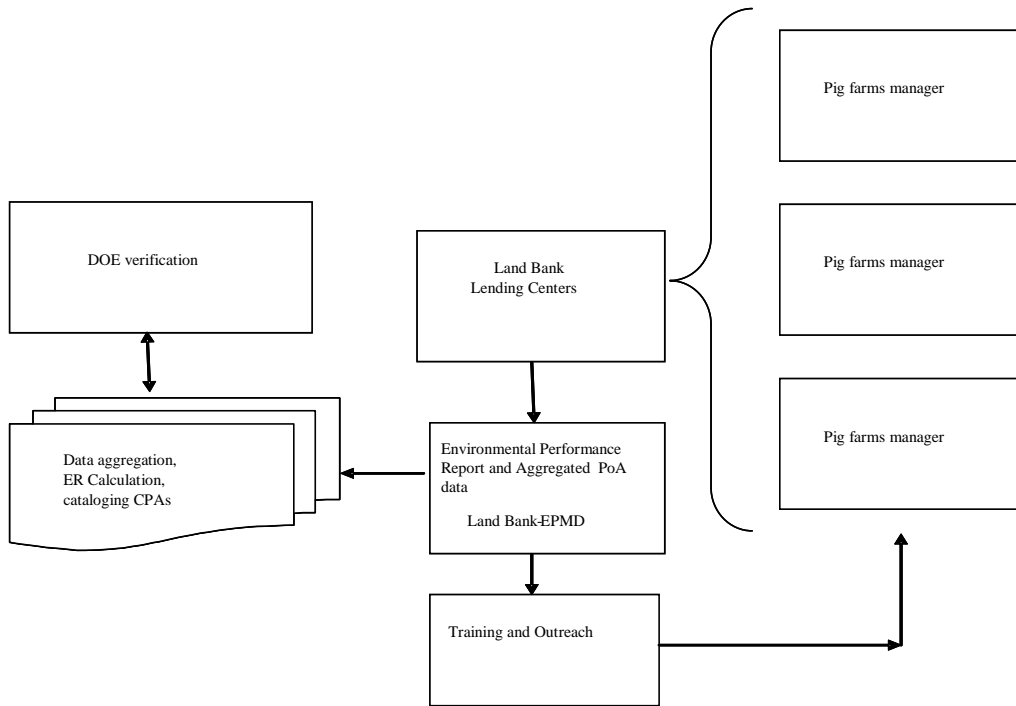 Pig farms manager
DOE verification
Land Bank
Lending Centers
Pig farms manager
Data aggregation,
ER Calculation,
cataloging CPAs
Environmental Performance
Report and Aggregated PoA
data
Land Bank-EPMD
Pig farms manager
Training and Outreach